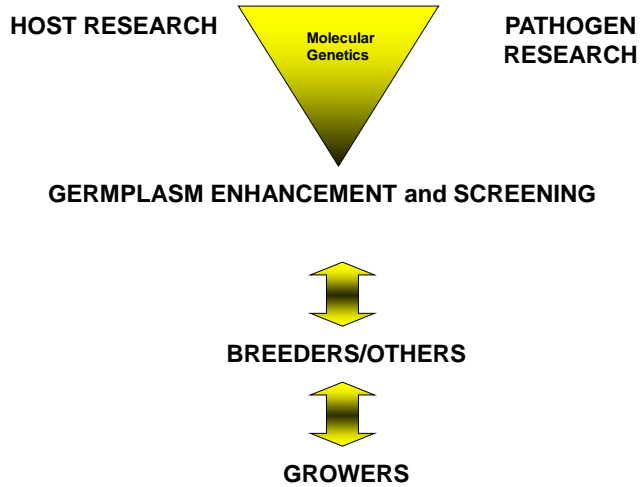 HOST RESEARCH
Molecular
Genetics
PATHOGEN
RESEARCH
GERMPLASM ENHANCEMENT and SCREENING
BREEDERS/OTHERS
GROWERS